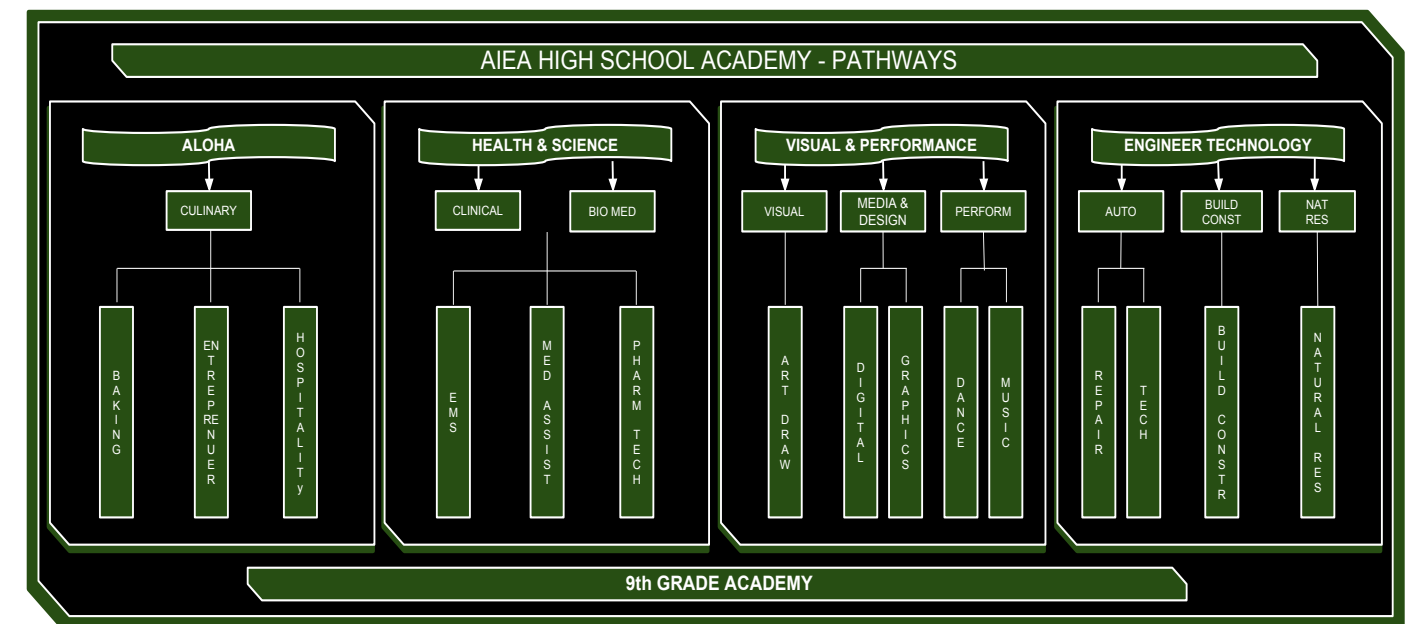 AIEA HIGH SCHOOL ACADEMY - PATHWAYS
ALOHA
CULINARY
BAKING
ENTREPRENUER
HOSPITALITy
HEALTH & SCIENCE
CLINICAL
BIO MED
EMS
MED ASSIST
PHARM TECH
VISUAL & PERFORMANCE
VISUAL
MEDIA &
DESIGN
PERFORM
ART DRAW
DIGITAL
GRAPHICS
DANCE
MUSIC
ENGINEER TECHNOLOGY
AUTO
BUILD
CONST
NAT
RES
REPAIR
TECH
BUILD CONSTR
NATURAL RES
9th GRADE ACADEMY